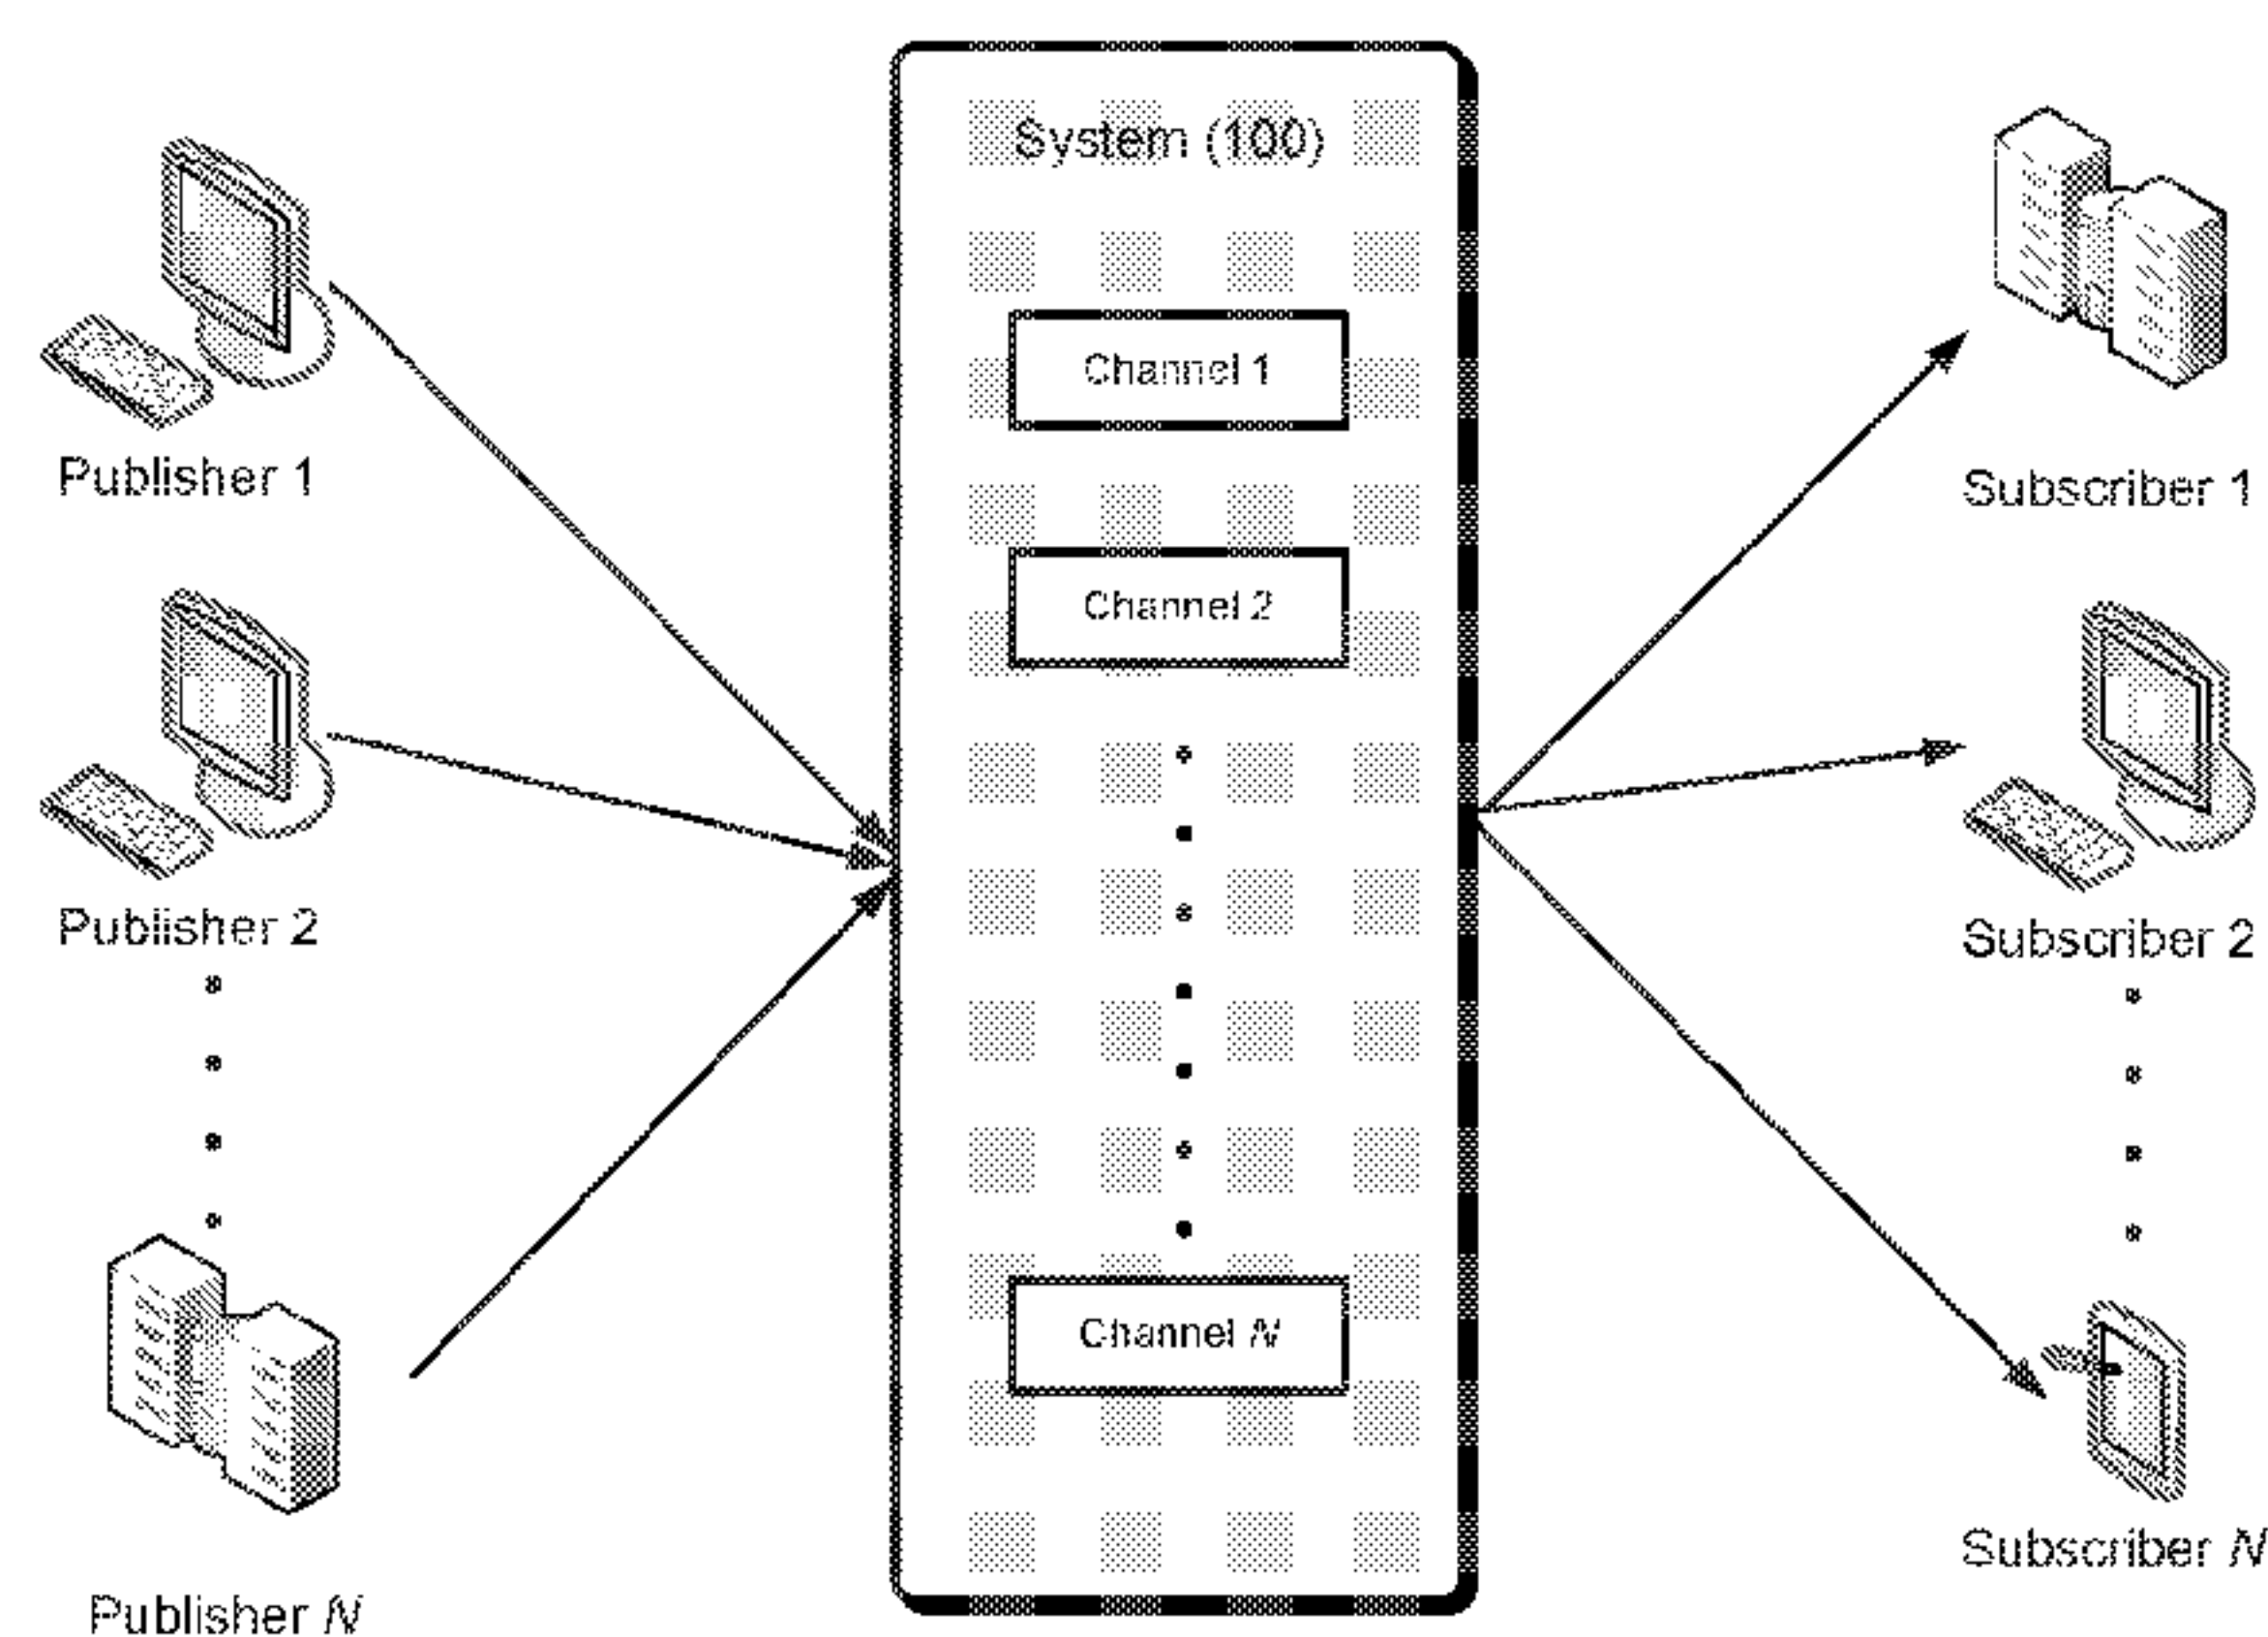 System (100)
Publisher 1
Channel 1
Subscriber 1
Publisher 2
Channel 2
Subscriber 2
Publisher N
Channel N
Subscriber N